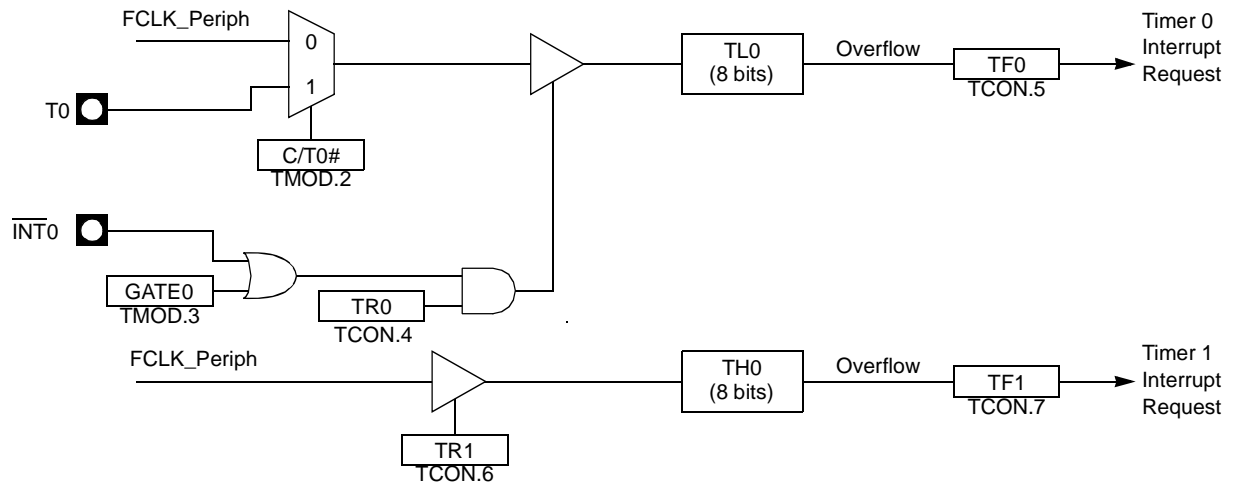 FCLK_Periph
0
1
T0
C/T0#
TMOD.2
TL0
(8 bits)
Overflow
TF0
TCON.5
Timer 0
Interrupt
Request
INT0
GATE0
TMOD.3
TR0
TCON.4
.
FCLK_Periph
TR1
TCON.6
TH0
(8 bits)
Overflow
TF1
TCON.7
Timer 1
Interrupt
Request